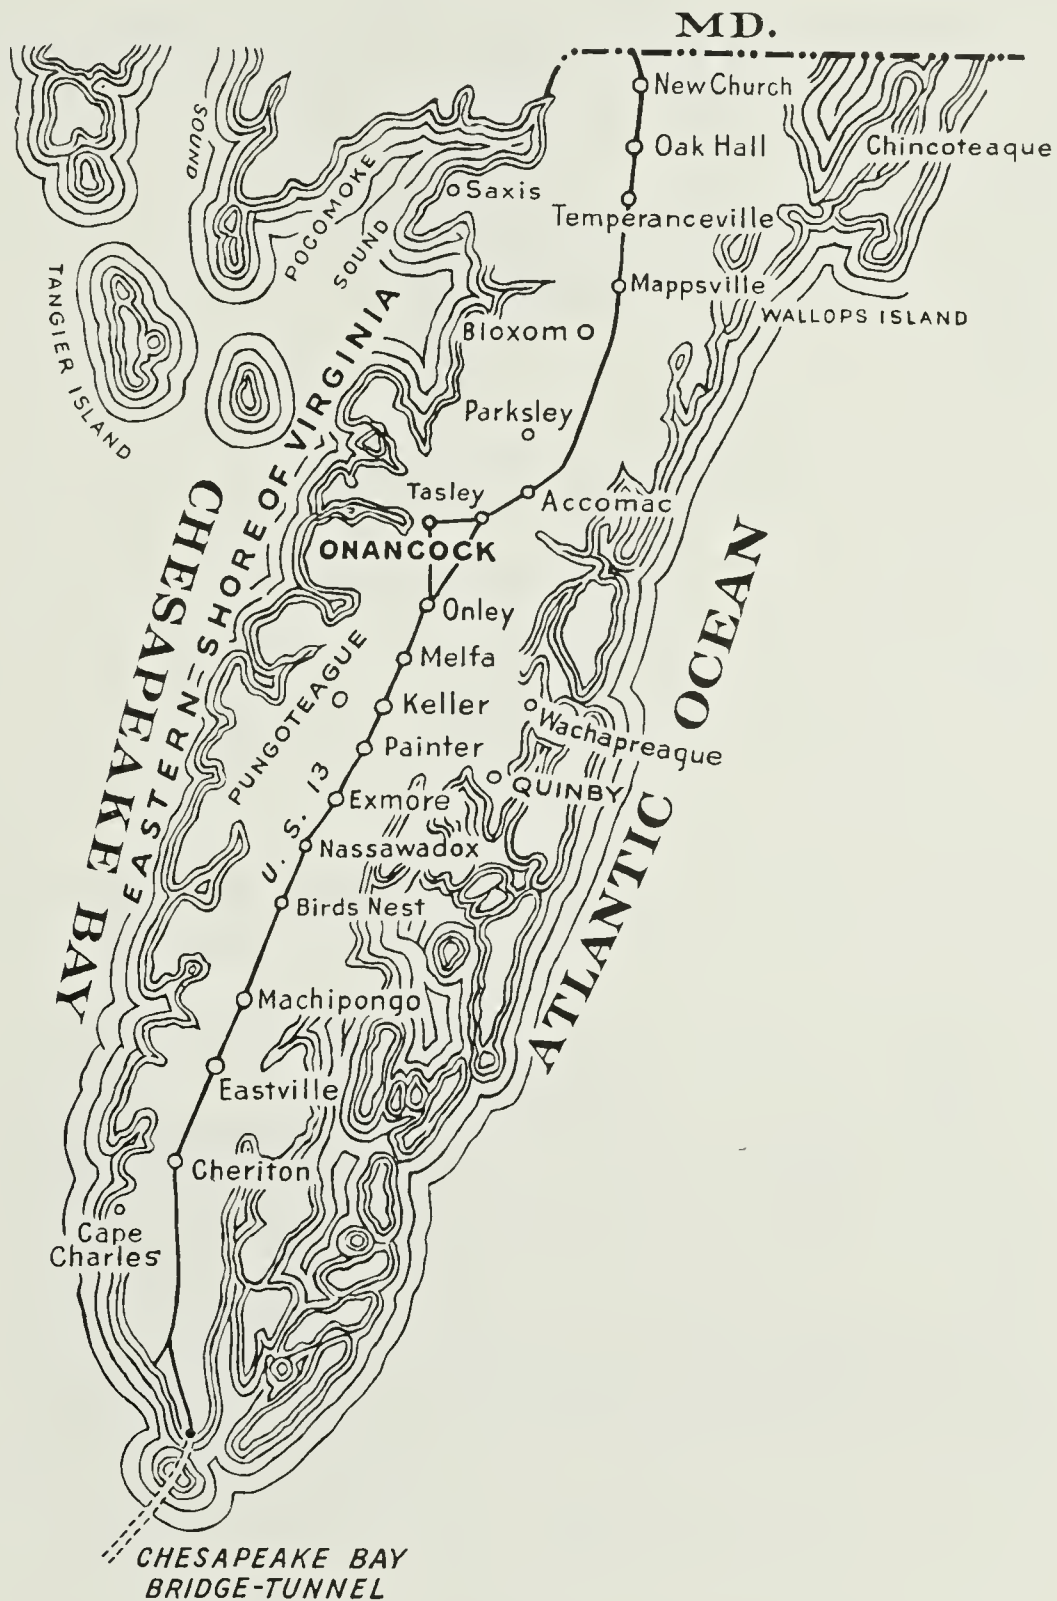 MD.
New Church
Oak Hall
Chincoteaque
SOUND
Saxis
POCOMOKE
SOUND
Temperanceville
Mappsville
WALLOPS ISLAND
TANGIER ISLAND
Bloxom
Parksley
Tasley
Accomac
ONANCOCK
Onley
Melfa
Keller
Wachapreague
Painter
QUINBY
PUNGOTEAGUE
U. S. 13
Exmore
Nassawadox
Birds Nest
CHESAPEAKE BAY
EASTERN SHORE OF VIRGINIA
ATLANTIC OCEAN
Machipongo
Eastville
Cheriton
Cape
Charles
CHESAPEAKE BAY
BRIDGE-TUNNEL